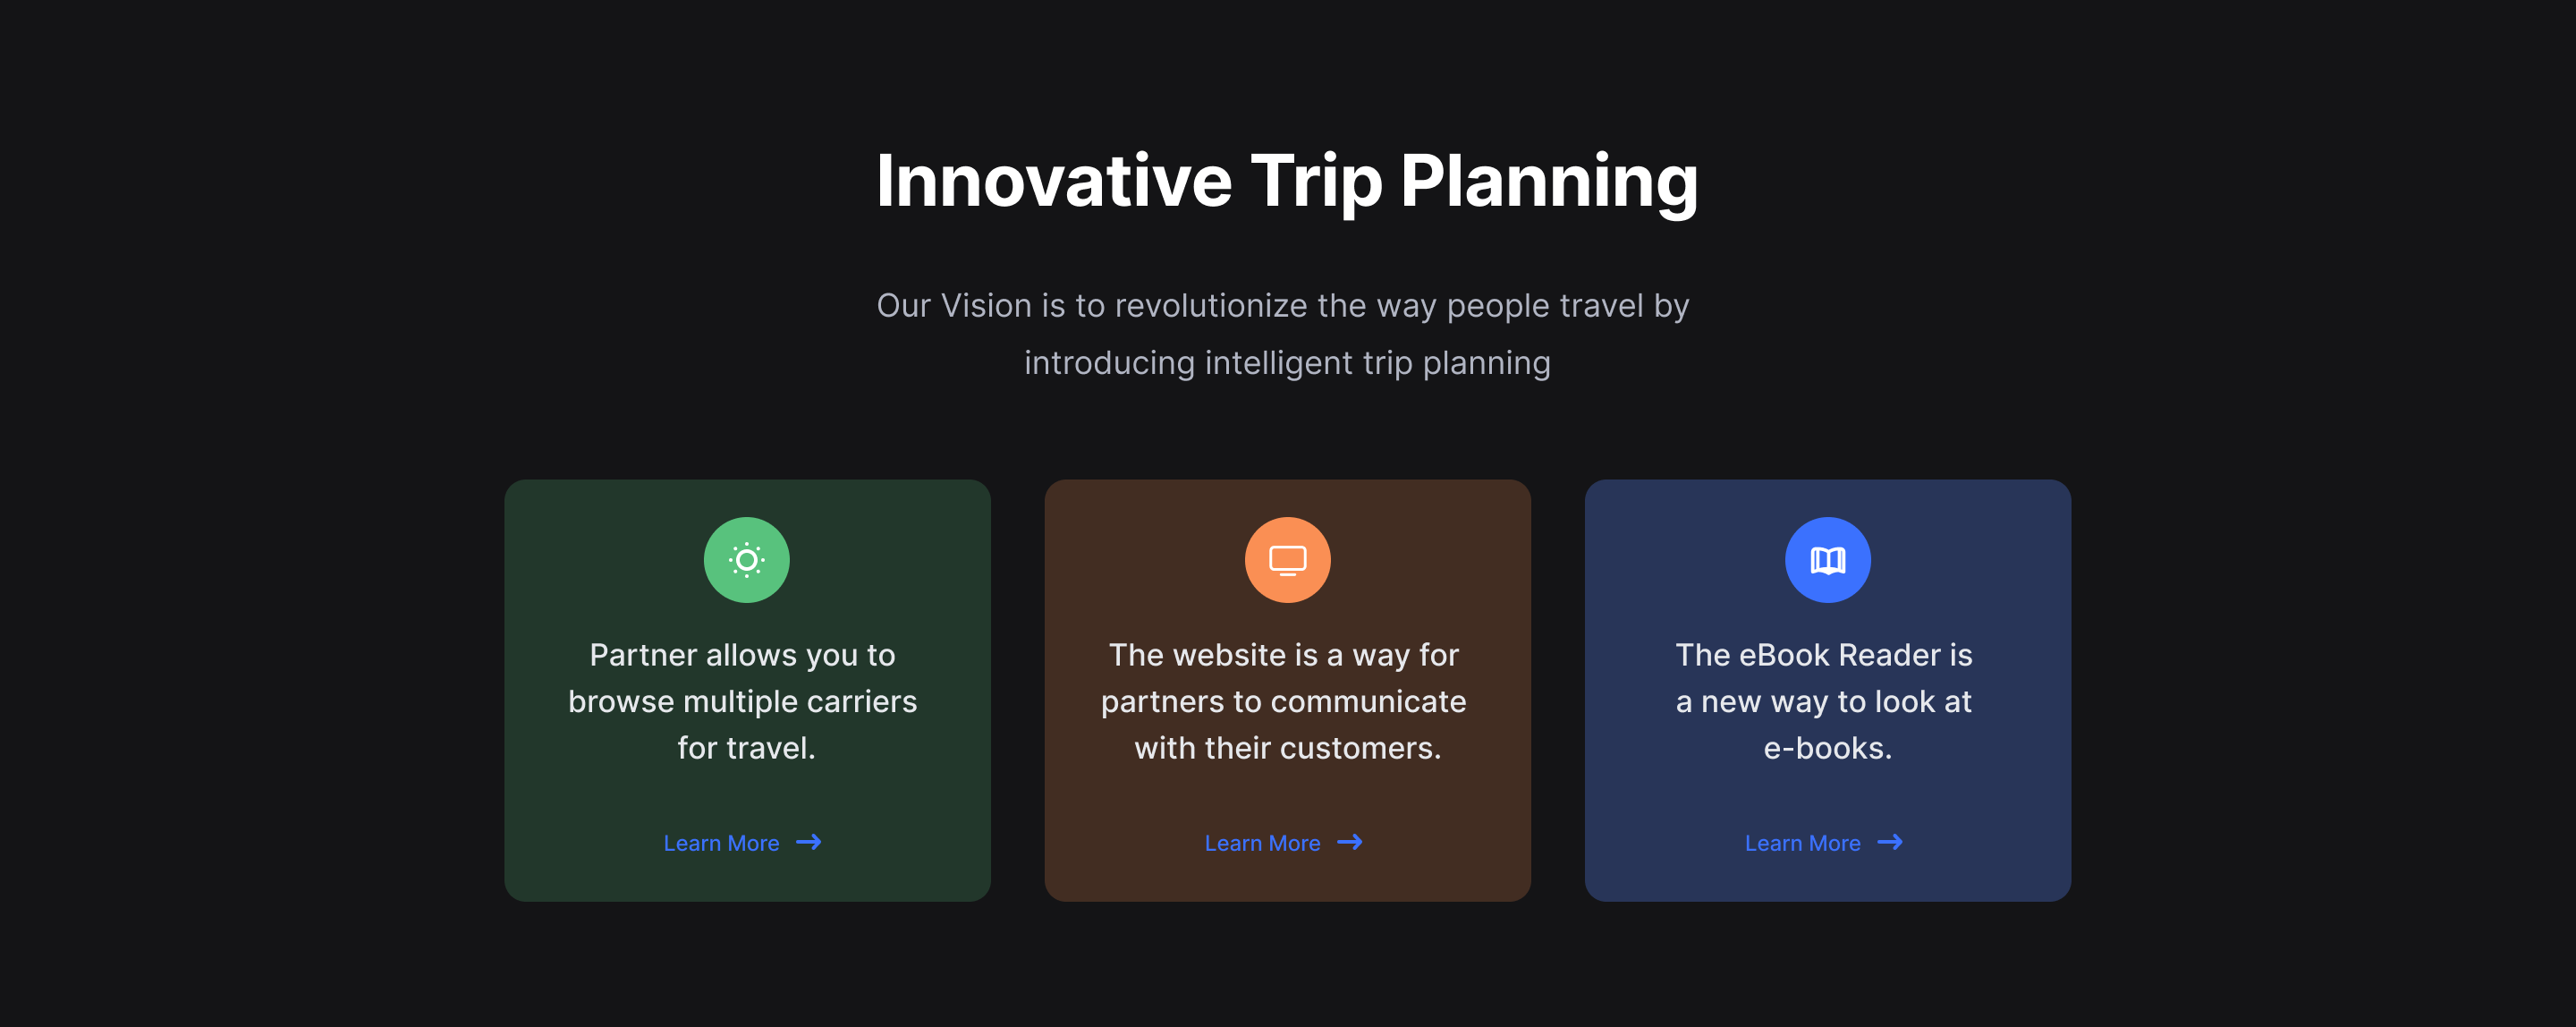 Innovative Trip Planning
Our Vision is to revolutionize the way people travel by
introducing intelligent trip planning
Partner allows you to
browse multiple carriers
for travel.
Learn More
The website is a way for
partners to communicate
with their customers.
Learn More
The eBook Reader is
a new way to look at
e-books.
Learn More